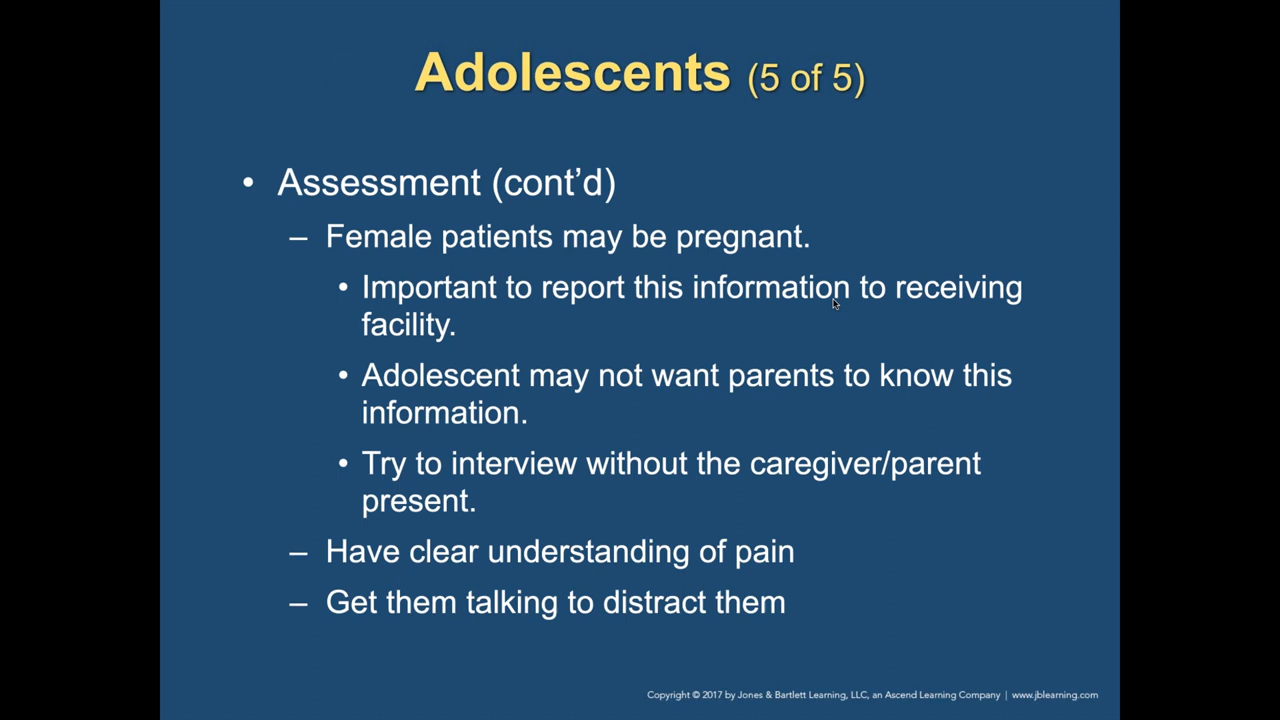 Adolescents (5 of 5)
• Assessment (cont’d)
– Female patients may be pregnant.
• Important to report this information to receiving
facility.
• Adolescent may not want parents to know this
information.
• Try to interview without the caregiver/parent
present.
– Have clear understanding of pain
– Get them talking to distract them
Copyright © 2017 by Jones & Bartlett Learning, LLC, an Ascend Learning Company | www.jblearning.com